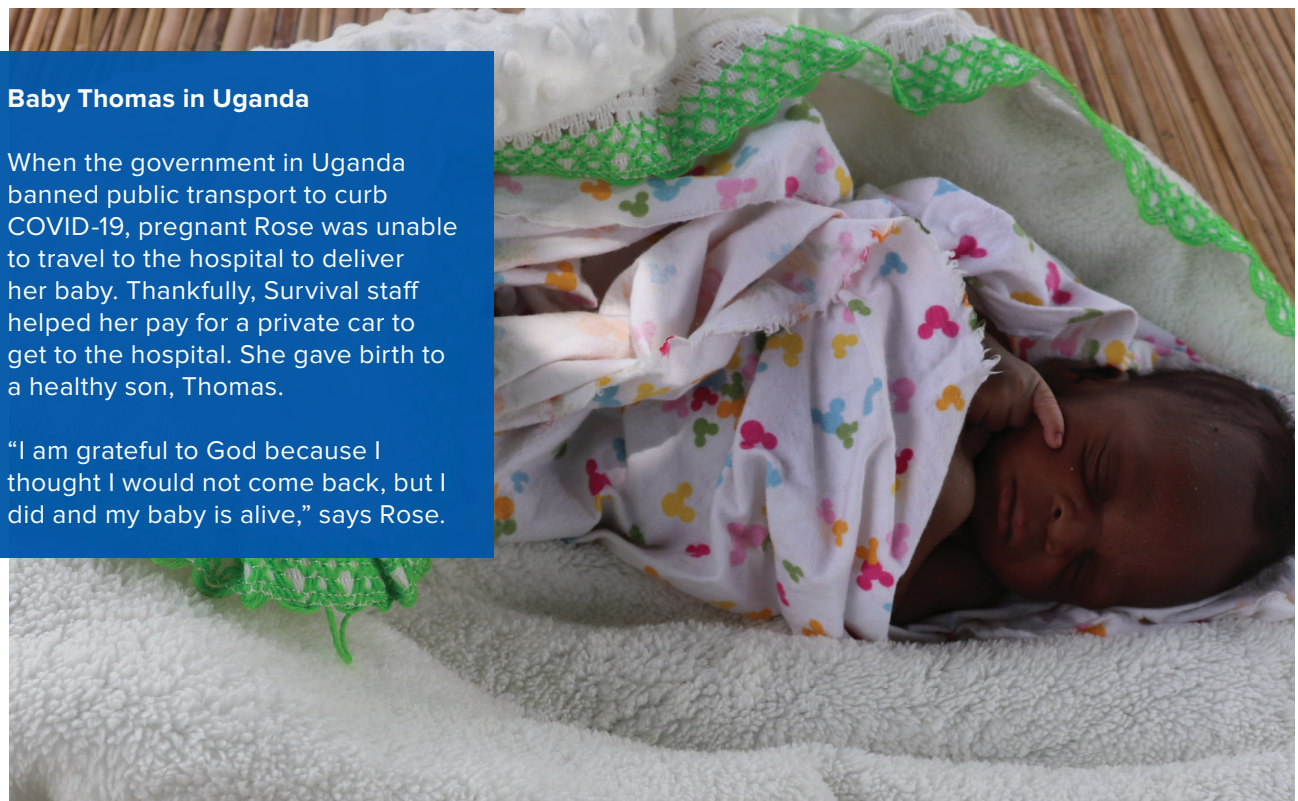 Baby Thomas in Uganda
When the government in Uganda
banned public transport to curb
COVID-19, pregnant Rose was unable
to travel to the hospital to deliver
her baby. Thankfully, Survival staff
helped her pay for a private car to
get to the hospital. She gave birth to
a healthy son, Thomas.
“I am grateful to God because I
thought I would not come back, but I
did and my baby is alive,” says Rose.